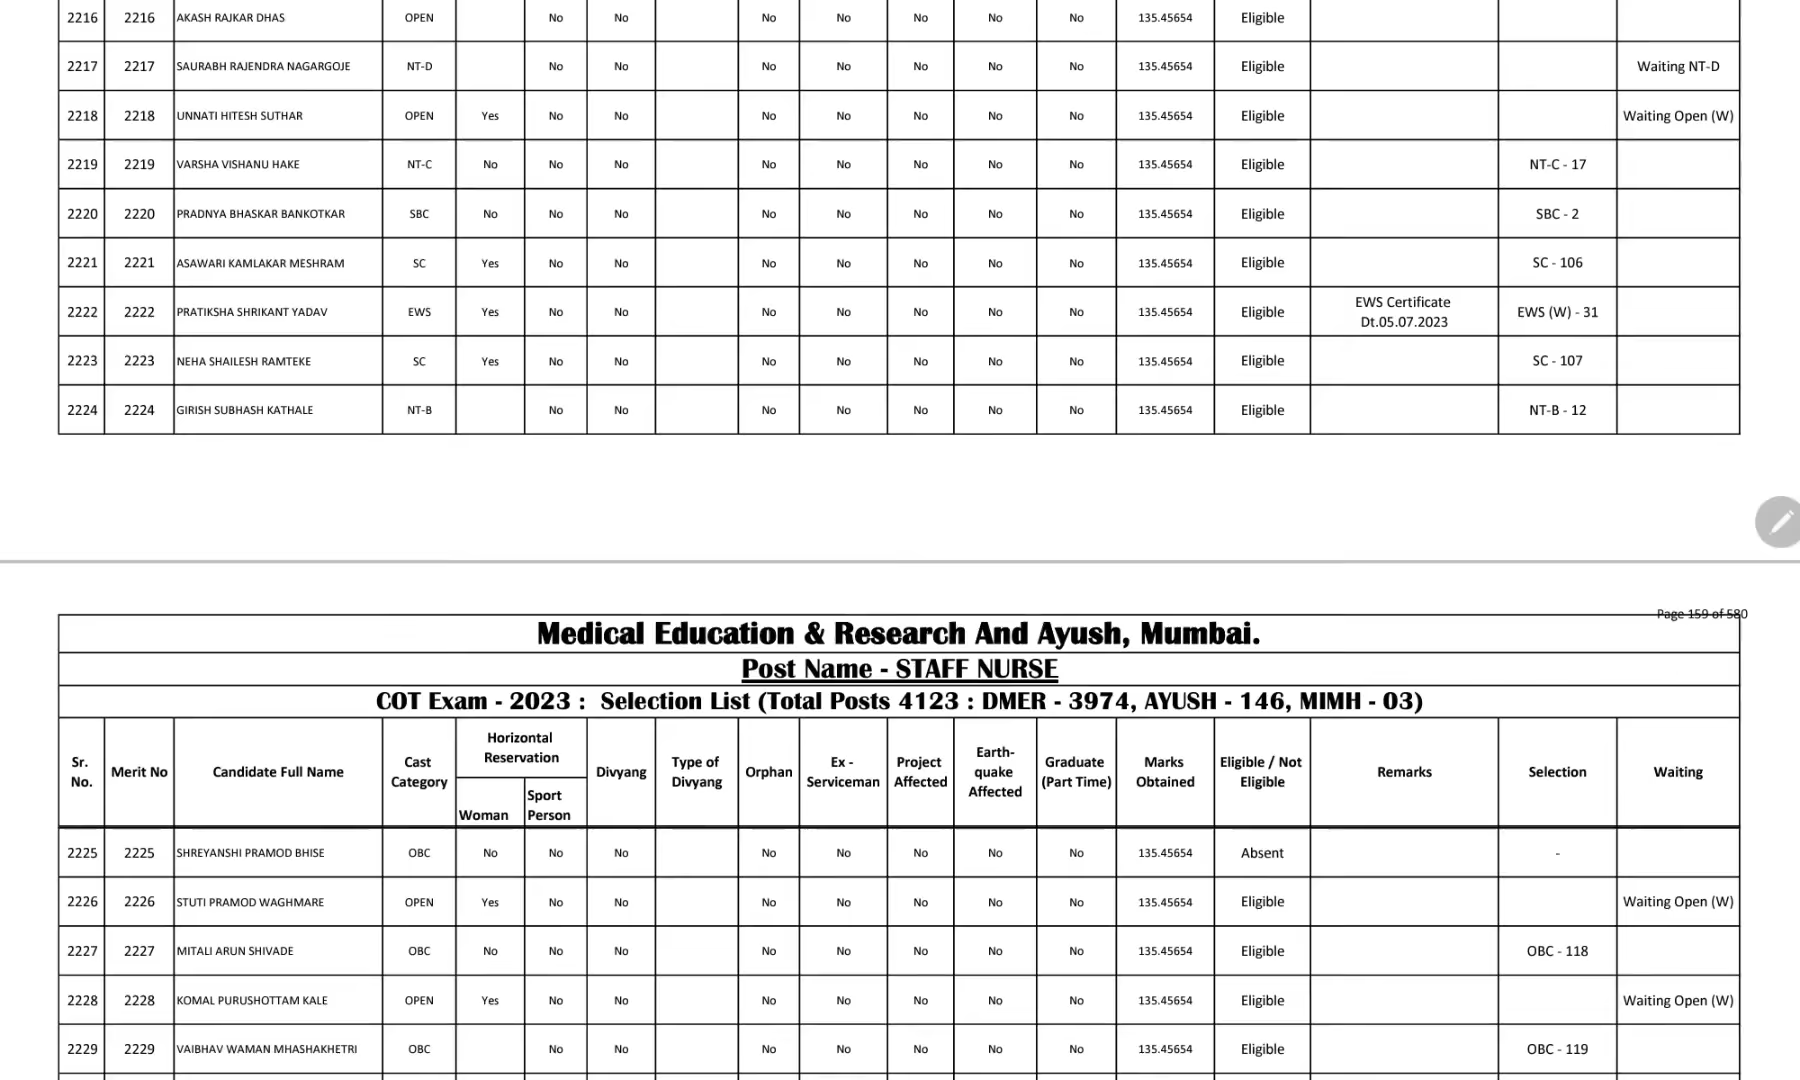 2216 2216 AKASH RAJKAR DHAS OPEN No No No No No No No 135.45654 Eligible
2217 2217 SAURABH RAJENDRA NAGARGOJE NT-D No No No No No No No 135.45654 Eligible Waiting NT-D
2218 2218 UNNATI HITESH SUTHAR OPEN Yes No No No No No No No 135.45654 Eligible Waiting Open (W)
2219 2219 VARSHA VISHANU HAKE NT-C No No No No No No No No 135.45654 Eligible NT-C - 17
2220 2220 PRADNYA BHASKAR BANKOTKAR SBC No No No No No No No No 135.45654 Eligible SBC - 2
2221 2221 ASAWARI KAMLAKAR MESHRAM SC Yes No No No No No No No 135.45654 Eligible SC - 106
2222 2222 PRATIKSHA SHRIKANT YADAV EWS Yes No No No No No No No 135.45654 Eligible EWS Certificate Dt.05.07.2023 EWS (W) - 31
2223 2223 NEHA SHAILESH RAMTEKE SC Yes No No No No No No No 135.45654 Eligible SC - 107
2224 2224 GIRISH SUBHASH KATHALE NT-B No No No No No No No 135.45654 Eligible NT-B - 12
Page 159 of 580
Medical Education & Research And Ayush, Mumbai.
Post Name - STAFF NURSE
COT Exam - 2023 : Selection List (Total Posts 4123 : DMER - 3974, AYUSH - 146, MIMH - 03)
Sr. No. Merit No Candidate Full Name Cast Category Horizontal Reservation Woman Sport Person Divyang Type of Divyang Orphan Ex - Serviceman Project Affected Earth-quake Affected Graduate (Part Time) Marks Obtained Eligible / Not Eligible Remarks Selection Waiting
2225 2225 SHREYANSHI PRAMOD BHISE OBC No No No No No No No No 135.45654 Absent -
2226 2226 STUTI PRAMOD WAGHMARE OPEN Yes No No No No No No No 135.45654 Eligible Waiting Open (W)
2227 2227 MITALI ARUN SHIVADE OBC No No No No No No No No 135.45654 Eligible OBC - 118
2228 2228 KOMAL PURUSHOTTAM KALE OPEN Yes No No No No No No No 135.45654 Eligible Waiting Open (W)
2229 2229 VAIBHAV WAMAN MHASHAKHETRI OBC No No No No No No No 135.45654 Eligible OBC - 119